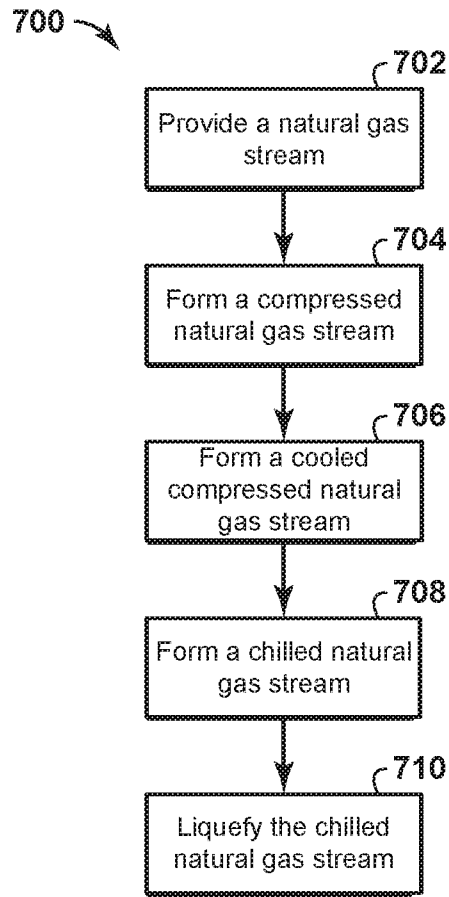 700
702
Provide a natural gas
stream
704
Form a compressed
natural gas stream
706
Form a cooled
compressed natural
gas stream
708
Form a chilled natural
gas stream
710
Liquefy the chilled
natural gas stream